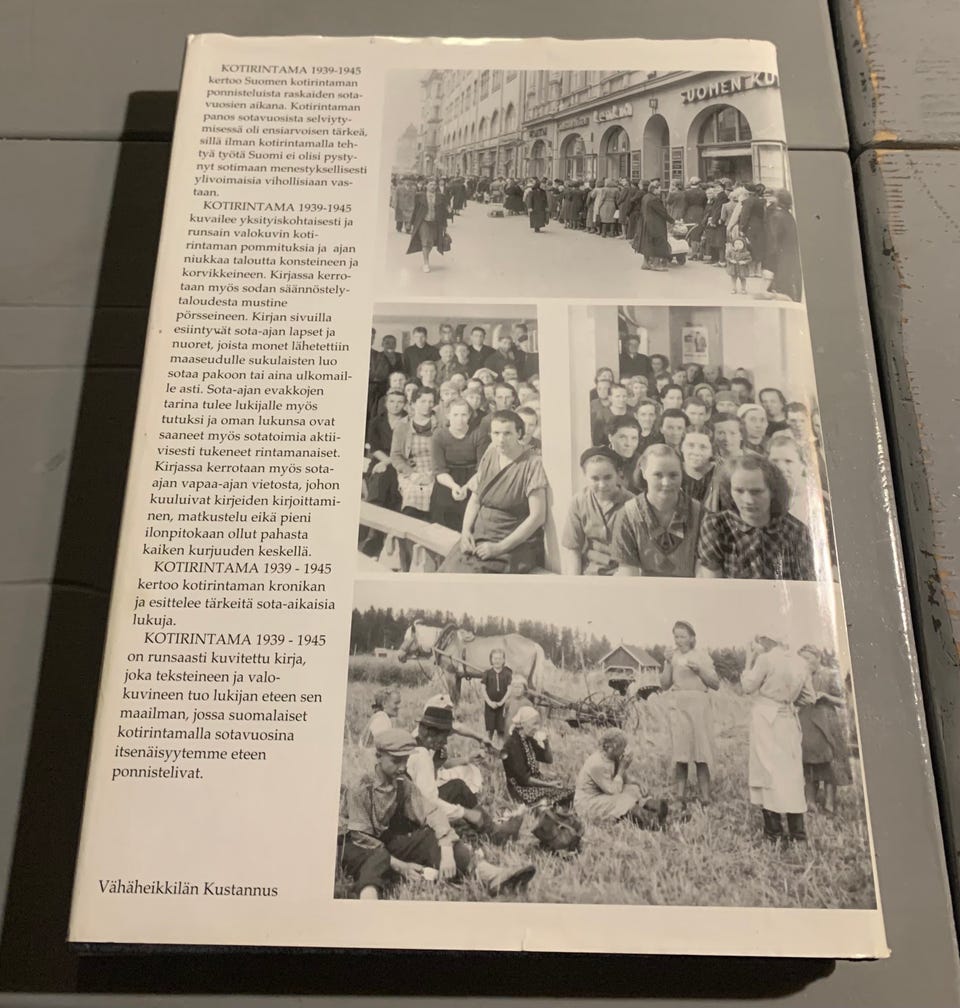 KOTIRINTAMA 1939-1945
kertoo Suomen kotirintaman
ponnisteluista raskaiden sota-
vuosien aikana. Kotirintaman
panos sotavuosista selviyty-
misessä oli ensiarvoisen tärkeä,
sillä ilman kotirintamalla teh-
tyä työtä Suomi ei olisi pysty-
nyt sotimaan menestyksellisesti
ylivoimaisia vihollisiaan vas-
taan.
KOTIRINTAMA 1939-1945
kuvailee yksityiskohtaisesti ja
runsain valokuvin koti-
rintaman pommituksia ja ajan
niukkaa taloutta konsteineen ja
korvikkeineen. Kirjassa kerro-
taan myös sodan säännöstely-
taloudesta mustine
pörsseineen. Kirjan sivuilla
esiintyvät sota-ajan lapset ja
nuoret, joista monet lähetettiin
maaseudulle sukulaisten luo
sotaa pakoon tai aina ulkomail-
le asti. Sota-ajan evakkojen
tarina tulee lukijalle myös
tutuksi ja oman lukunsa ovat
saaneet myös sotatoimia aktii-
visesti tukeneet rintamanaiset.
Kirjassa kerrotaan myös sota-
ajan vapaa-ajan vietosta, johon
kuuluivat kirjeiden kirjoittami-
nen, matkustelu eikä pieni
ilonpitokaan ollut pahasta
kaiken kurjuuden keskellä.
KOTIRINTAMA 1939 - 1945
kertoo kotirintaman kronikan
ja esittelee tärkeitä sota-aikaisia
lukuja.
KOTIRINTAMA 1939 - 1945
on runsaasti kuvitettu kirja,
joka teksteineen ja valo-
kuvineen tuo lukijan eteen sen
maailman, jossa suomalaiset
kotirintamalla sotavuosina
itsenäisyytemme eteen
ponnistelivat.
Vähäheikkilän Kustannus
SUOMEN KU